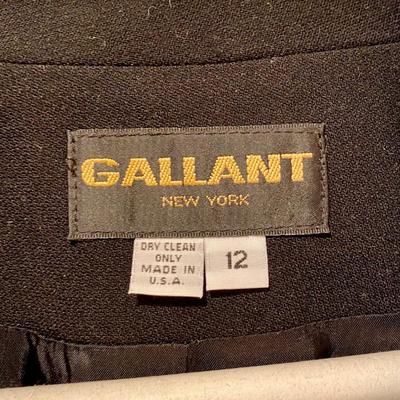 GALLANT
NEW YORK
DRY CLEAN
ONLY
MADE IN
U.S.A.
12